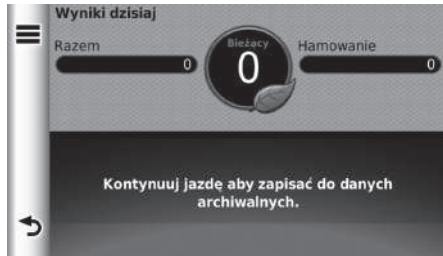 Wyniki dzisiaj
Razem
Bieżący
Hamowanie
0
0
0
Kontynuuj jazdę aby zapisać do danych
archiwalnych.